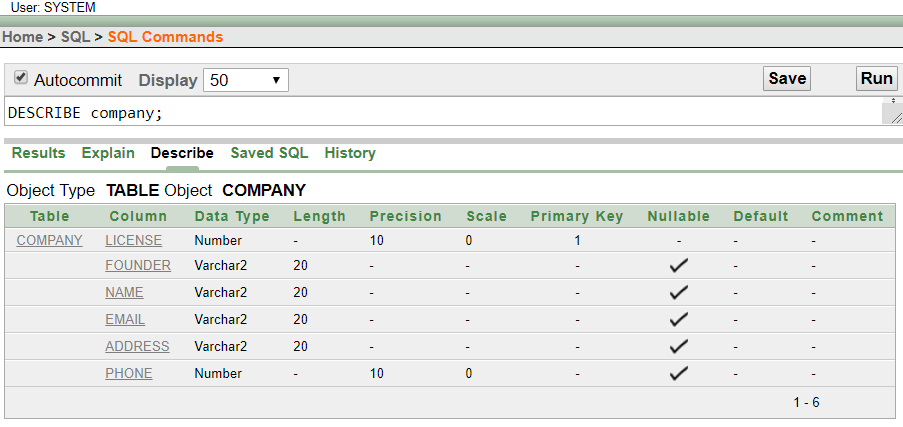 User: SYSTEM
Home > SQL > SQL Commands
Autocommit Display 50 Save Run
DESCRIBE company;
Results Explain Describe Saved SQL History
Object Type TABLE Object COMPANY
Table Column Data Type Length Precision Scale Primary Key Nullable Default Comment
COMPANY LICENSE Number - 10 0 1 - - -
FOUNDER Varchar2 20 - - - - -
NAME Varchar2 20 - - - - -
EMAIL Varchar2 20 - - - - -
ADDRESS Varchar2 20 - - - - -
PHONE Number - 10 0 - - -
1 - 6